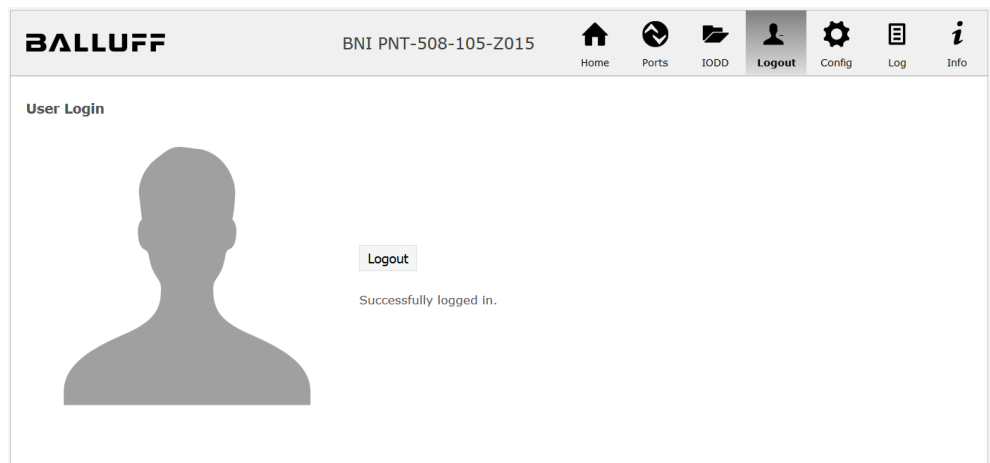 BALLUFF
BNI PNT-508-105-Z015
Home Ports IODD Logout Config Log Info
User Login
Logout
Successfully logged in.